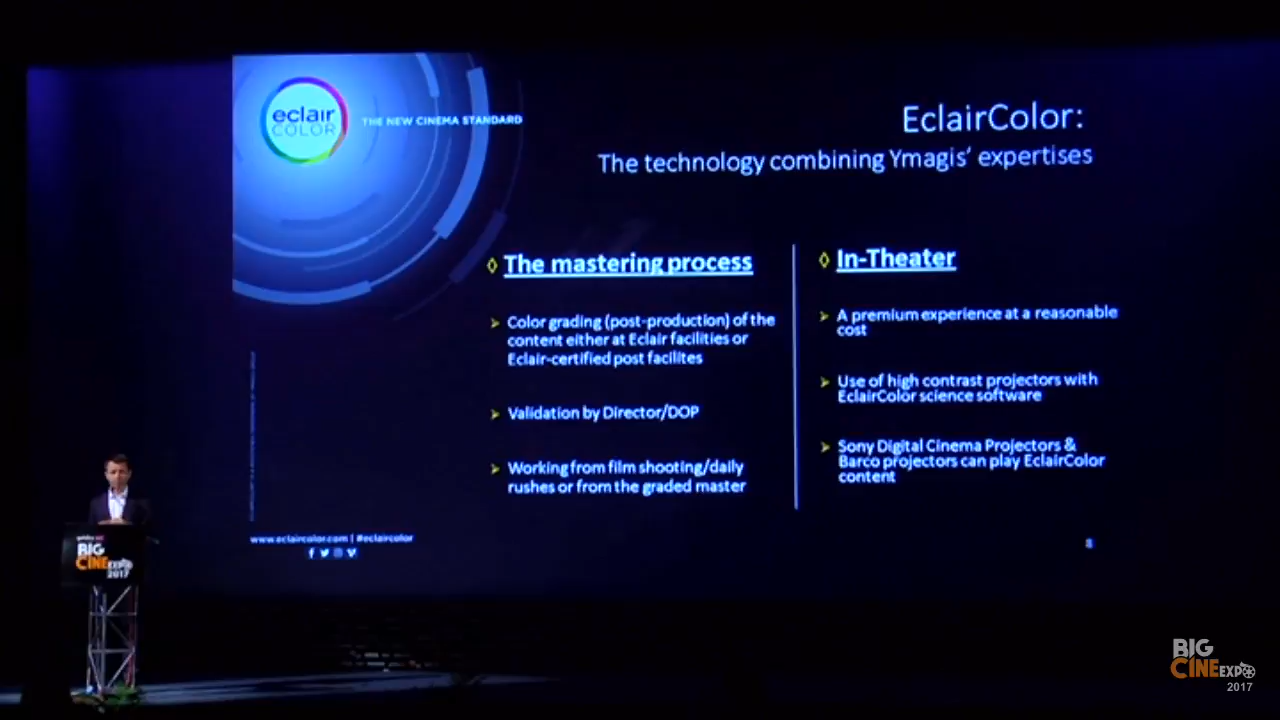 eclair
COLOR
THE NEW CINEMA STANDARD
EclairColor:
The technology combining Ymagis' expertises
◊ The mastering process
➢ Color grading (post-production) of the
content either at Eclair facilities or
Eclair-certified post facilites
➢ Validation by Director/DOP
➢ Working from film shooting/daily
rushes or from the graded master
◊ In-Theater
➢ A premium experience at a reasonable
cost
➢ Use of high contrast projectors with
EclairColor science software
➢ Sony Digital Cinema Projectors &
Barco projectors can play EclairColor
content
www.eclaircolor.com | #eclaircolor
8
BIG
CINE EXPO
2017
BIG
CINE EXPO
2017